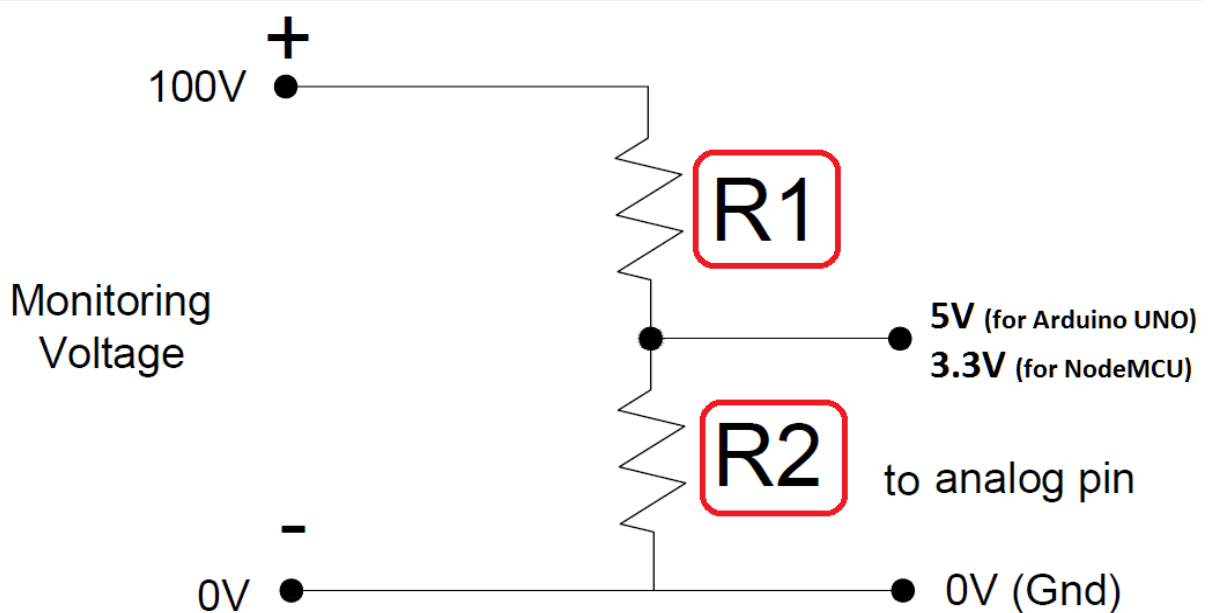 +
100V
R1
Monitoring
Voltage
5V (for Arduino UNO)
3.3V (for NodeMCU)
R2
to analog pin
-
0V
0V (Gnd)